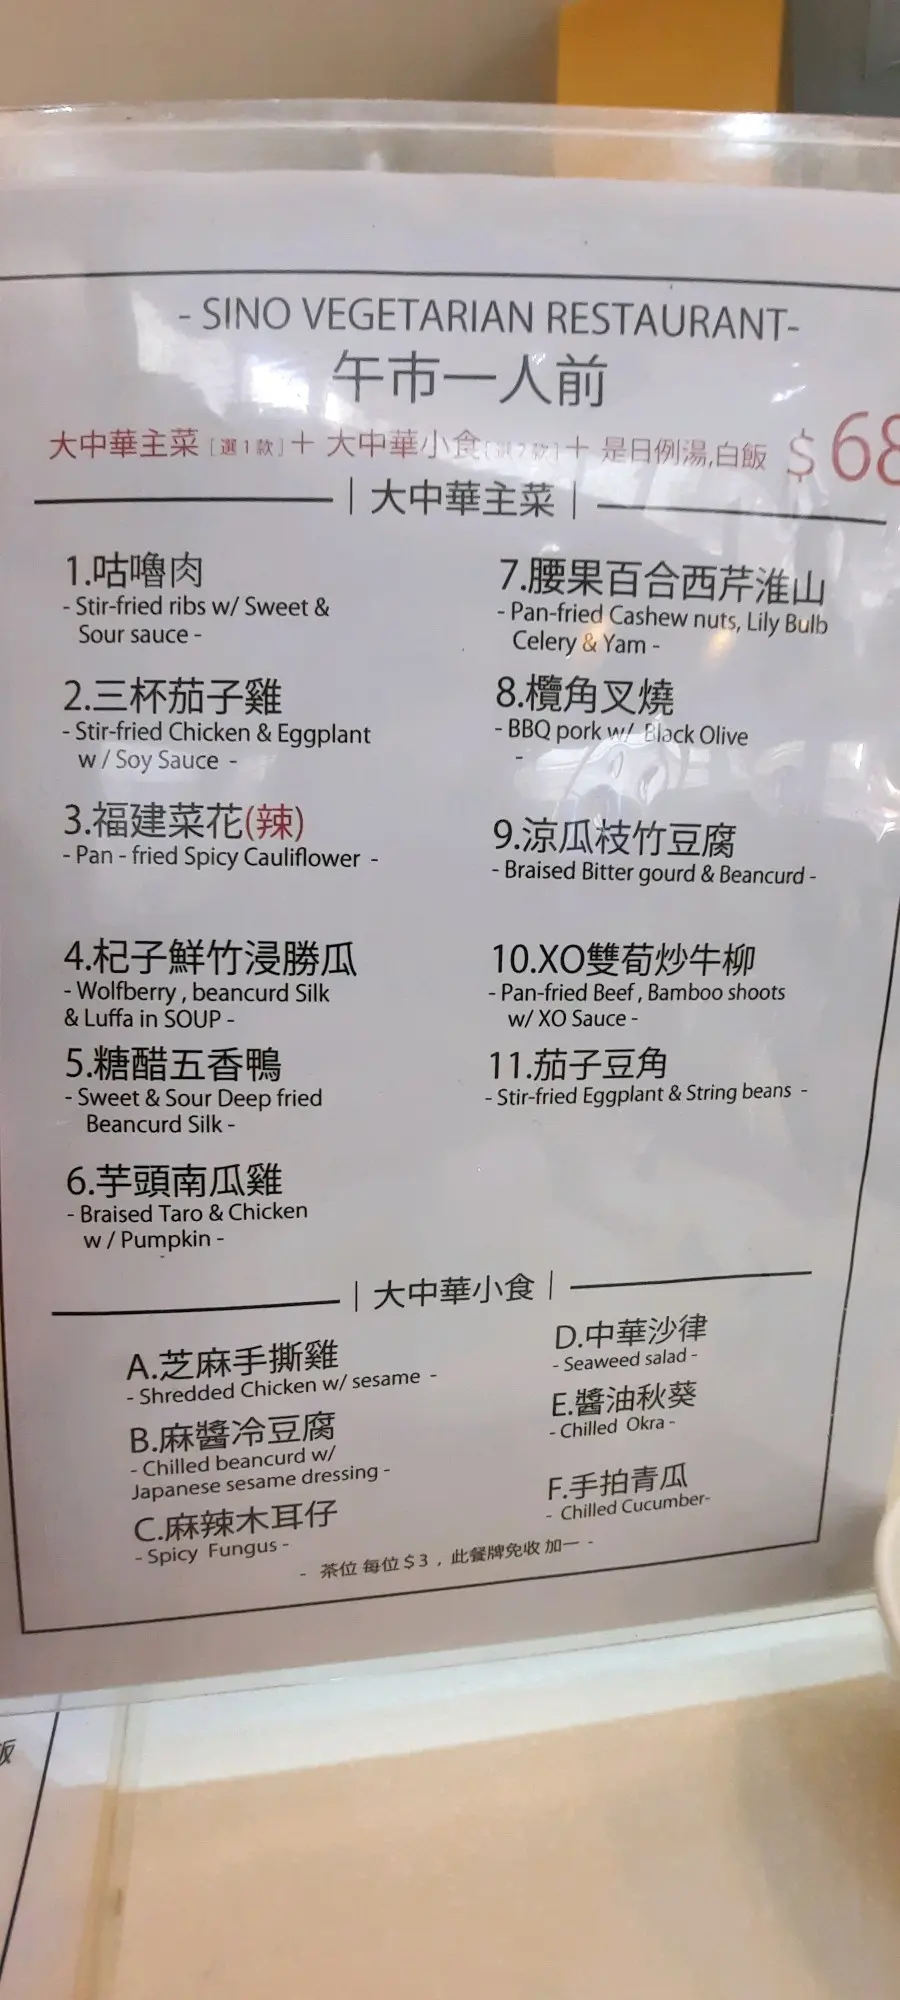 - SINO VEGETARIAN RESTAURANT-
午市一人前
大中華主菜 [選1款] + 大中華小食[選2款] + 是日例湯,白飯 $68
大中華主菜
1.咕嚕肉
- Stir-fried ribs w/ Sweet &
Sour sauce -
2.三杯茄子雞
- Stir-fried Chicken & Eggplant
w / Soy Sauce -
3.福建菜花(辣)
- Pan - fried Spicy Cauliflower -
4.杞子鮮竹浸勝瓜
- Wolfberry , beancurd Silk
& Luffa in SOUP -
5.糖醋五香鴨
- Sweet & Sour Deep fried
Beancurd Silk -
6.芋頭南瓜雞
- Braised Taro & Chicken
w / Pumpkin -
7.腰果百合西芹淮山
- Pan-fried Cashew nuts, Lily Bulb
Celery & Yam -
8.欖角叉燒
- BBQ pork w/ Black Olive
-
9.涼瓜枝竹豆腐
- Braised Bitter gourd & Beancurd -
10.XO雙荀炒牛柳
- Pan-fried Beef , Bamboo shoots
w/ XO Sauce -
11.茄子豆角
- Stir-fried Eggplant & String beans -
大中華小食
A.芝麻手撕雞
- Shredded Chicken w/ sesame -
B.麻醬冷豆腐
- Chilled beancurd w/
Japanese sesame dressing -
C.麻辣木耳仔
- Spicy Fungus -
D.中華沙律
- Seaweed salad -
E.醬油秋葵
- Chilled Okra -
F.手拍青瓜
- Chilled Cucumber-
- 茶位 每位 $3 , 此餐牌免收 加一 -